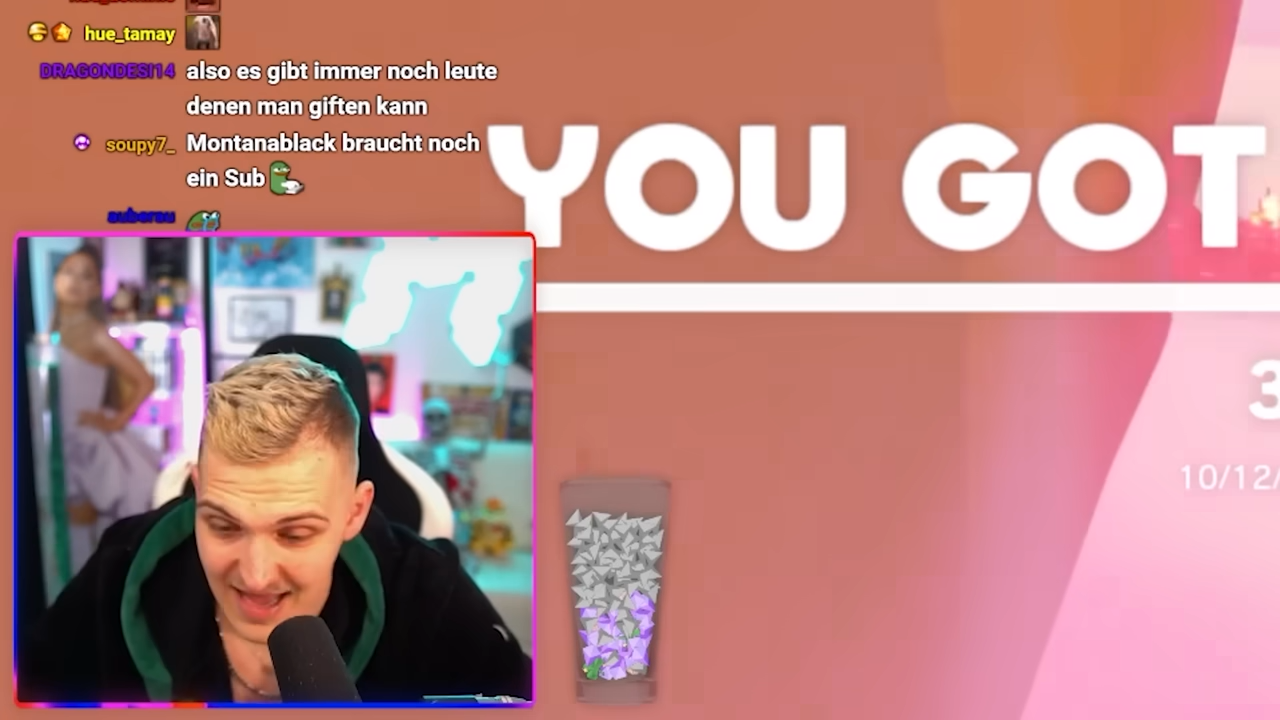 hue_tamay
DRAGONDESI14 also es gibt immer noch leute
denen man giften kann
soupy7_ Montanablack braucht noch
ein Sub
YOU GOT
3
10/12/